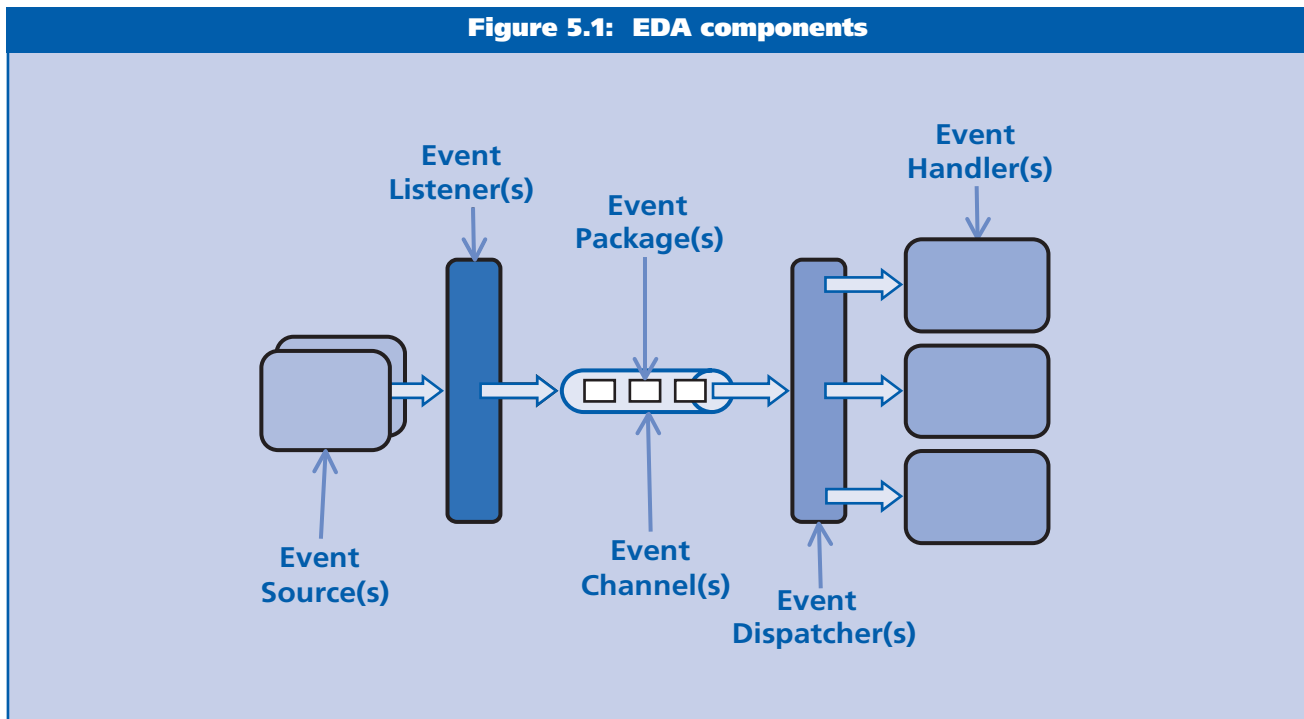 Figure 5.1: EDA components
Event
Listener(s)
Event
Package(s)
Event
Handler(s)
Event
Source(s)
Event
Channel(s)
Event
Dispatcher(s)